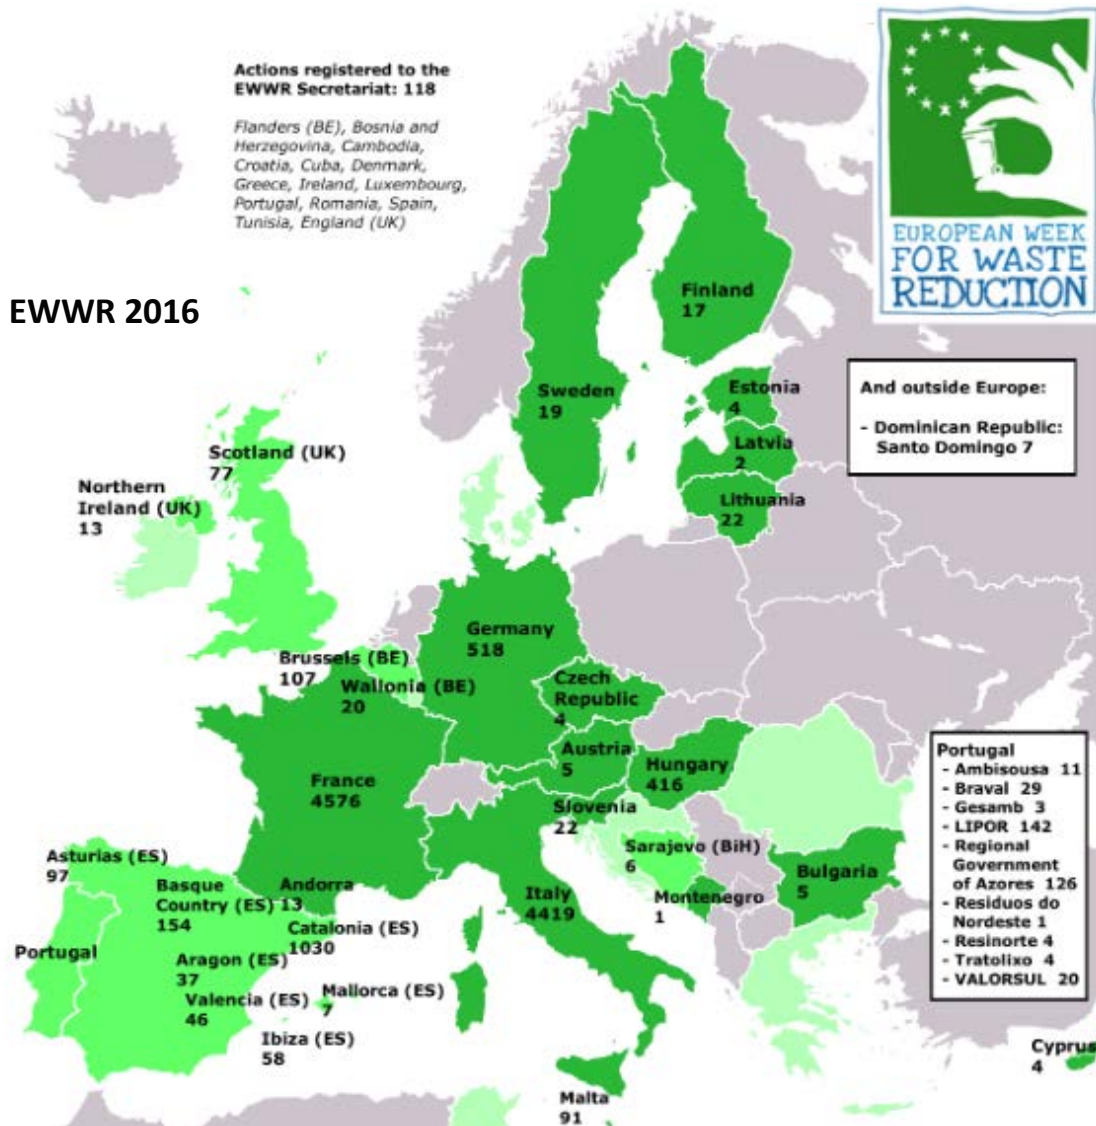 Actions registered to the
EWWR Secretariat: 118
Flanders (BE), Bosnia and
Herzegovina, Cambodia,
Croatia, Cuba, Denmark,
Greece, Ireland, Luxembourg,
Portugal, Romania, Spain,
Tunisia, England (UK)
EUROPEAN WEEK
FOR WASTE
REDUCTION
EWWR 2016
Finland
17
Sweden
19
Estonia
4
Latvia
2
Lithuania
22
And outside Europe:
- Dominican Republic:
Santo Domingo 7
Scotland (UK)
77
Northern
Ireland (UK)
13
Germany
518
Brussels (BE)
107
Wallonia (BE)
20
Czech
Republic
4
Austria
5
Hungary
416
France
4576
Slovenia
22
Portugal
- Ambisousa 11
- Braval 29
- Gesamb 3
- LIPOR 142
- Regional
Government
of Azores 126
- Residuos do
Nordeste 1
- Resinorte 4
- Tratolixo 4
- VALORSUL 20
Asturias (ES)
97
Basque
Country (ES)
154
Andorra
13
Sarajevo (BiH)
6
Italy
4419
Montenegro
1
Bulgaria
5
Catalonia (ES)
1030
Portugal
Aragon (ES)
37
Valencia (ES)
46
Mallorca (ES)
7
Ibiza (ES)
58
Malta
91
Cyprus
4